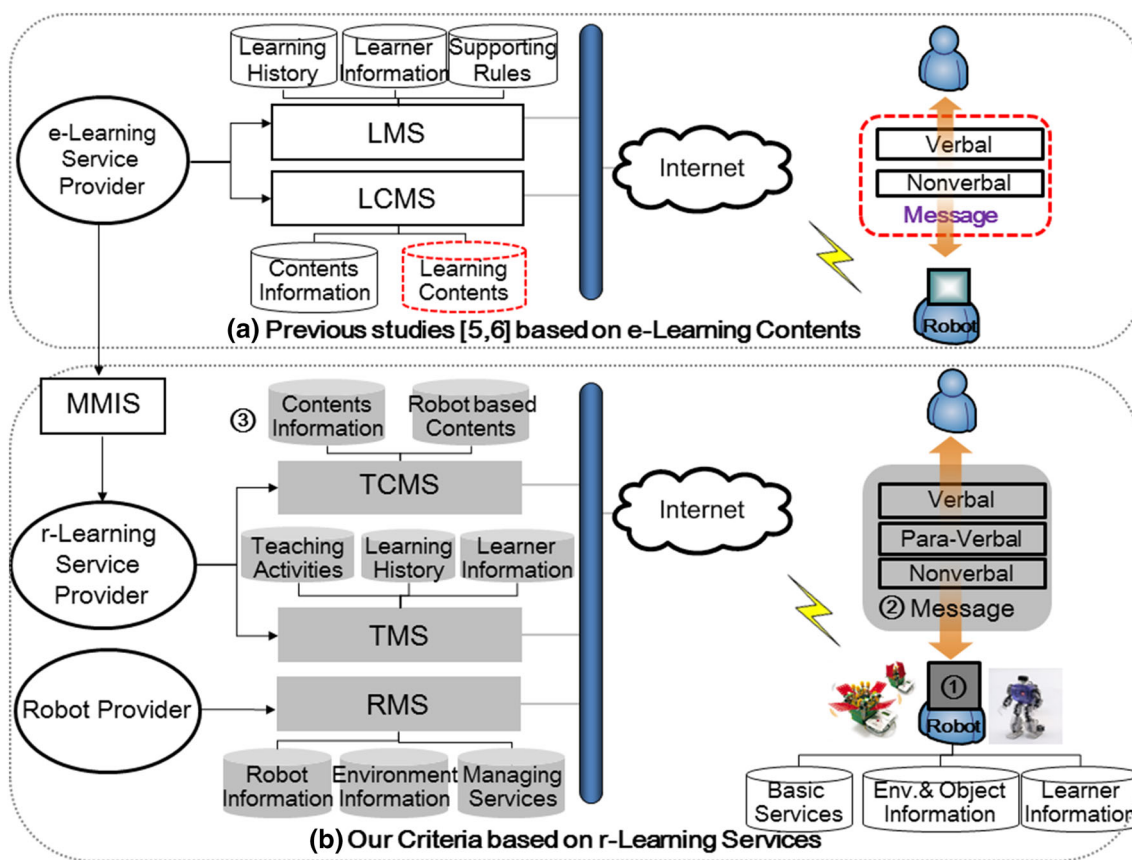 Learning
History
Learner
Information
Supporting
Rules
e-Learning
Service
Provider
LMS
LCMS
Contents
Information
Learning
Contents
Internet
Verbal
Nonverbal
Message
Robot
(a) Previous studies [5,6] based on e-Learning Contents
MMIS
③
Contents
Information
Robot based
Contents
TCMS
r-Learning
Service
Provider
Teaching
Activities
Learning
History
Learner
Information
TMS
Robot Provider
RMS
Robot
Information
Environment
Information
Managing
Services
Internet
Verbal
Para-Verbal
Nonverbal
② Message
①
Robot
Basic
Services
Env.& Object
Information
Learner
Information
(b) Our Criteria based on r-Learning Services